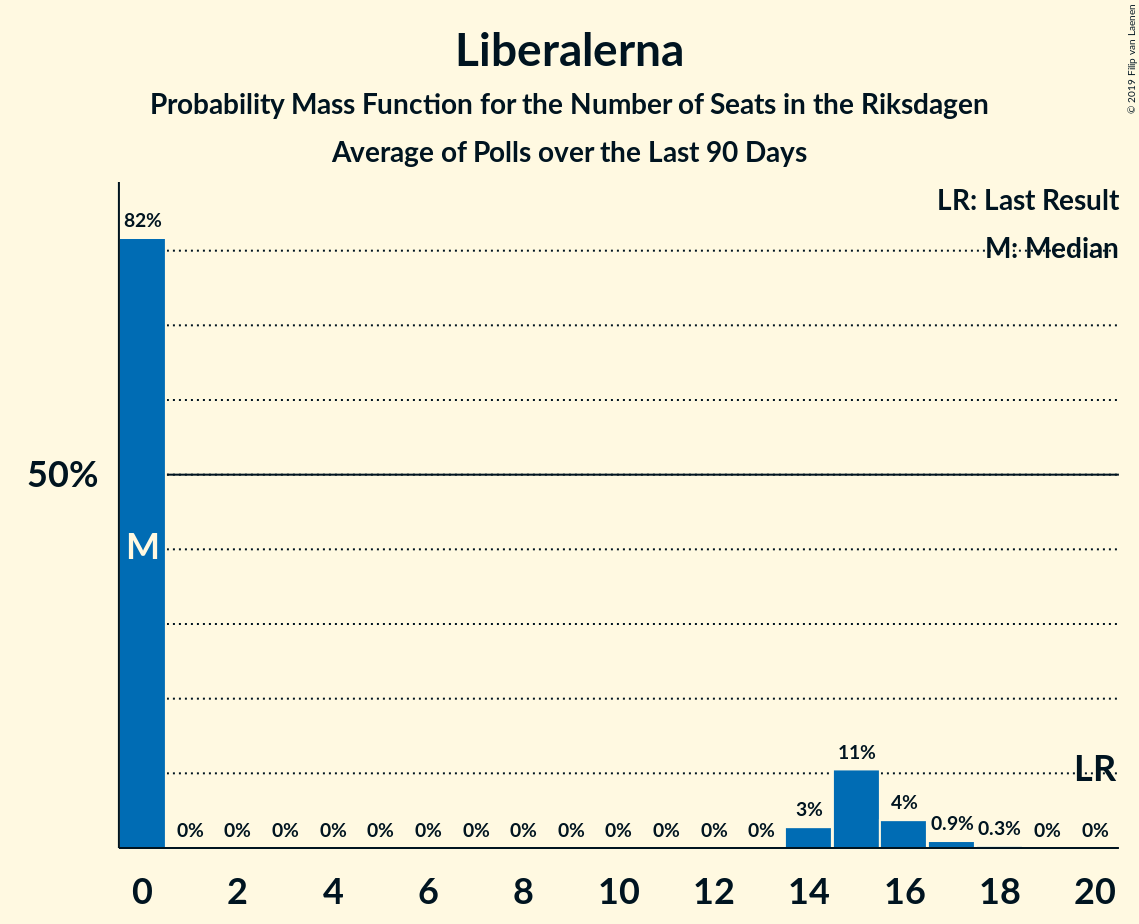 Liberalerna
Probability Mass Function for the Number of Seats in the Riksdagen
Average of Polls over the Last 90 Days
© 2019 Filip van Laenen
LR: Last Result
M: Median
82%
50%
M
0% 0% 0% 0% 0% 0% 0% 0% 0% 0% 0% 0% 0% 3% 11% 4% 0.9% 0.3% 0% 0%
LR
0 2 4 6 8 10 12 14 16 18 20